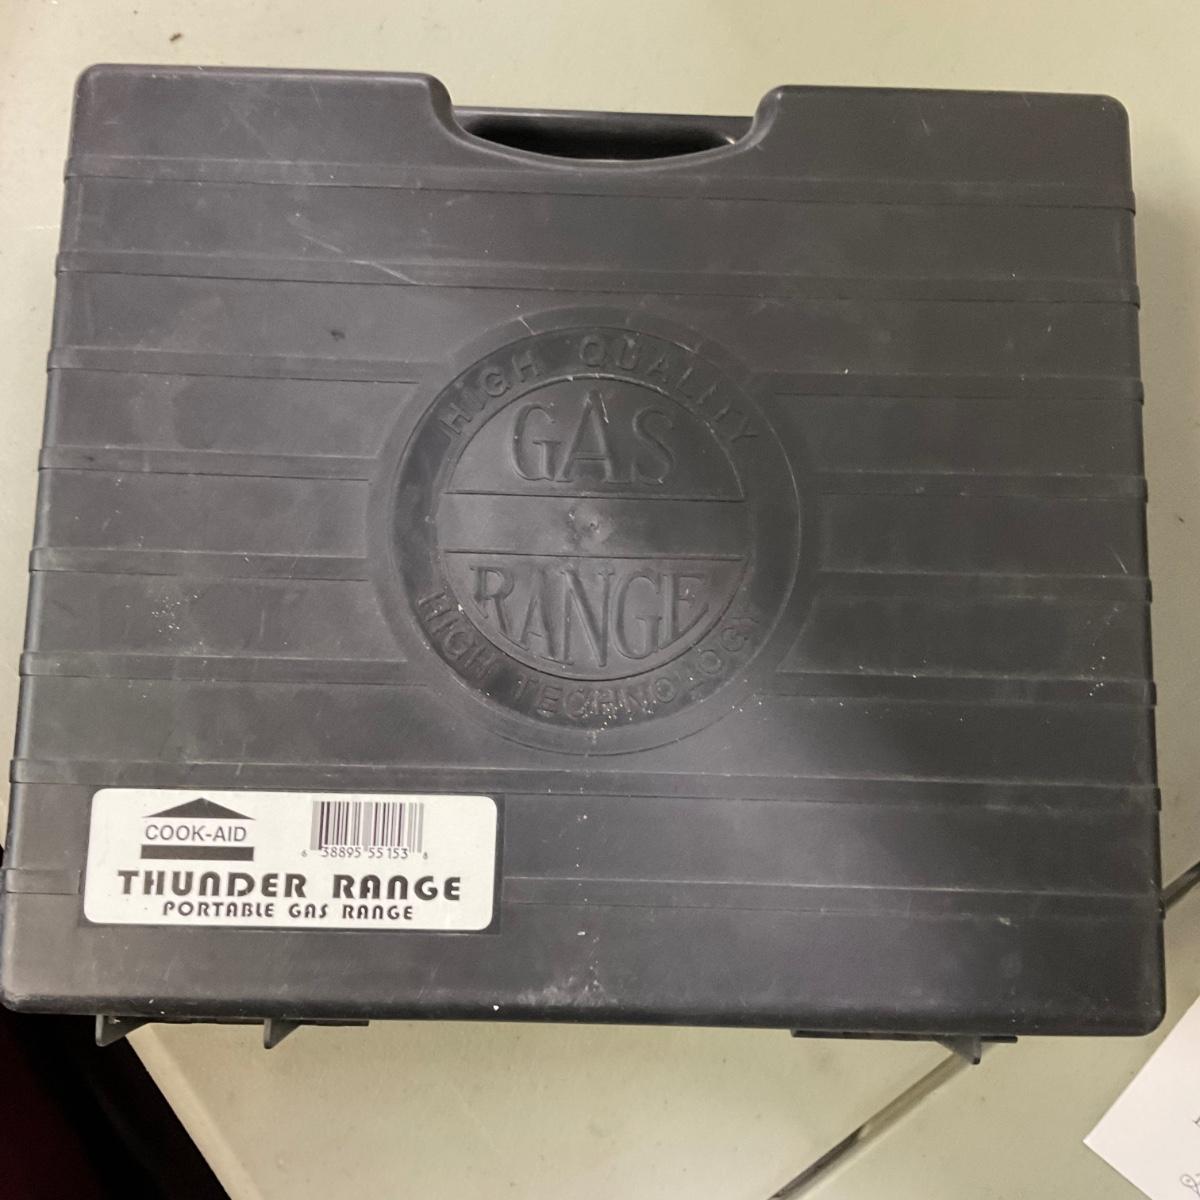 HIGH QUALITY
GAS
RANGE
HIGH TECHNOLOGY
COOK-AID
6 38895 55153 8
THUNDER RANGE
PORTABLE GAS RANGE